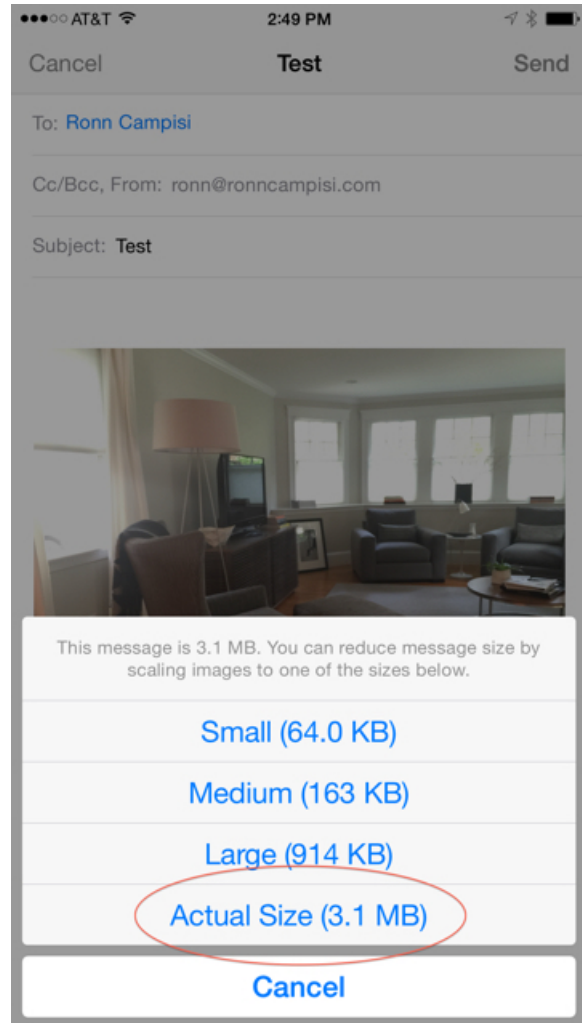 AT&T 2:49 PM
Cancel Test Send
To: Ronn Campisi
Cc/Bcc, From: ronn@ronncampisi.com
Subject: Test
This message is 3.1 MB. You can reduce message size by
scaling images to one of the sizes below.
Small (64.0 KB)
Medium (163 KB)
Large (914 KB)
Actual Size (3.1 MB)
Cancel